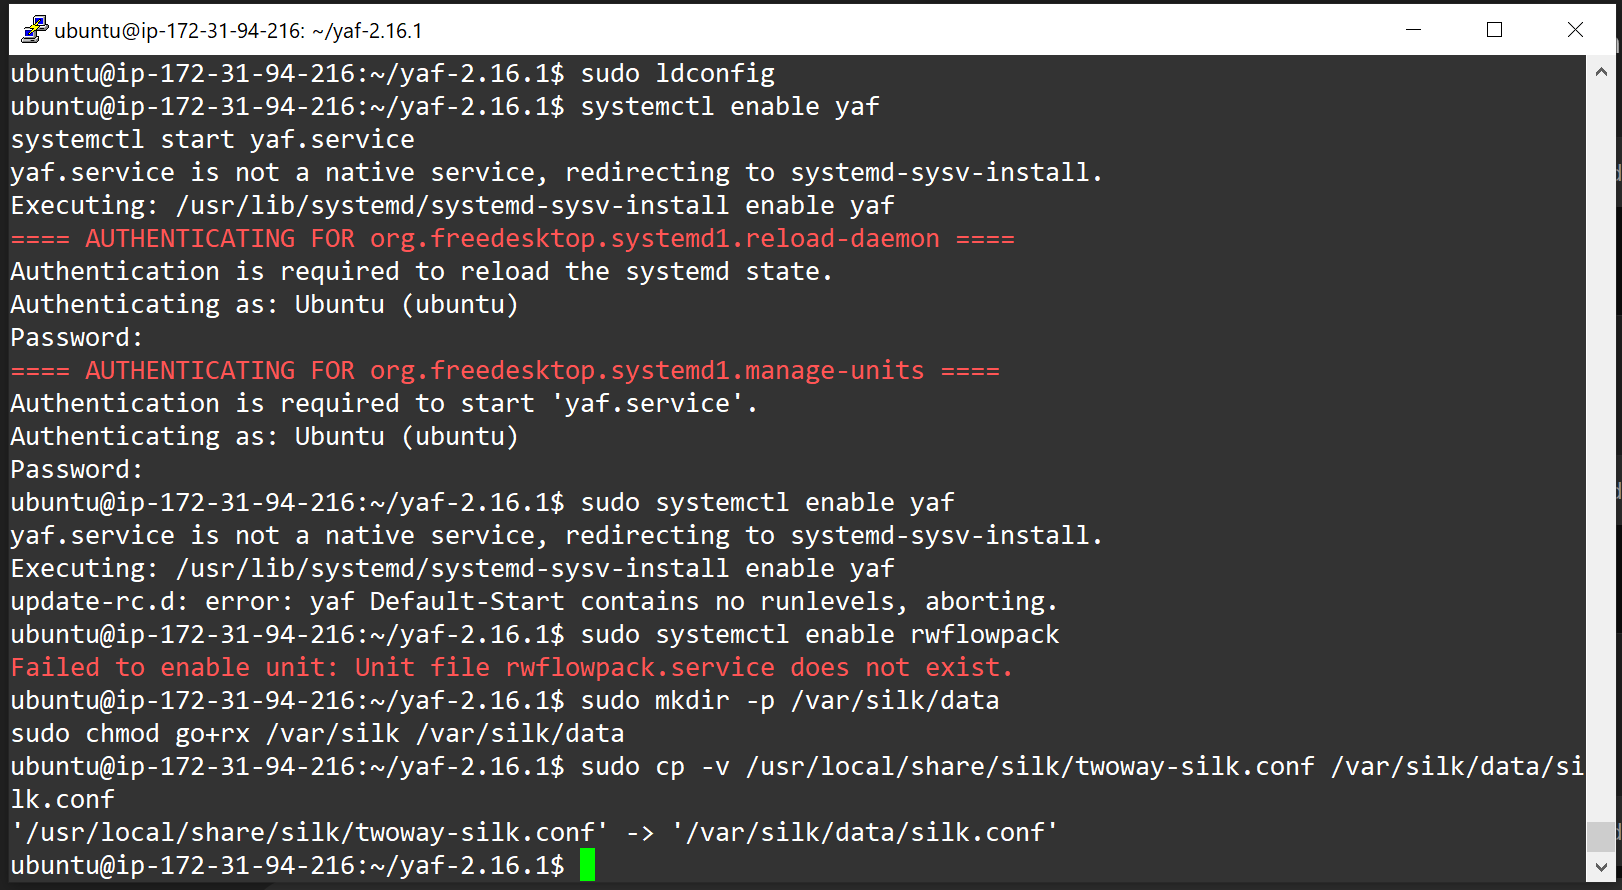 ubuntu@ip-172-31-94-216: ~/yaf-2.16.1
ubuntu@ip-172-31-94-216:~/yaf-2.16.1$ sudo ldconfig
ubuntu@ip-172-31-94-216:~/yaf-2.16.1$ systemctl enable yaf
systemctl start yaf.service
yaf.service is not a native service, redirecting to systemd-sysv-install.
Executing: /usr/lib/systemd/systemd-sysv-install enable yaf
==== AUTHENTICATING FOR org.freedesktop.systemd1.reload-daemon ====
Authentication is required to reload the systemd state.
Authenticating as: Ubuntu (ubuntu)
Password:
==== AUTHENTICATING FOR org.freedesktop.systemd1.manage-units ====
Authentication is required to start 'yaf.service'.
Authenticating as: Ubuntu (ubuntu)
Password:
ubuntu@ip-172-31-94-216:~/yaf-2.16.1$ sudo systemctl enable yaf
yaf.service is not a native service, redirecting to systemd-sysv-install.
Executing: /usr/lib/systemd/systemd-sysv-install enable yaf
update-rc.d: error: yaf Default-Start contains no runlevels, aborting.
ubuntu@ip-172-31-94-216:~/yaf-2.16.1$ sudo systemctl enable rwflowpack
Failed to enable unit: Unit file rwflowpack.service does not exist.
ubuntu@ip-172-31-94-216:~/yaf-2.16.1$ sudo mkdir -p /var/silk/data
sudo chmod go+rx /var/silk /var/silk/data
ubuntu@ip-172-31-94-216:~/yaf-2.16.1$ sudo cp -v /usr/local/share/silk/twoway-silk.conf /var/silk/data/si
lk.conf
'/usr/local/share/silk/twoway-silk.conf' -> '/var/silk/data/silk.conf'
ubuntu@ip-172-31-94-216:~/yaf-2.16.1$